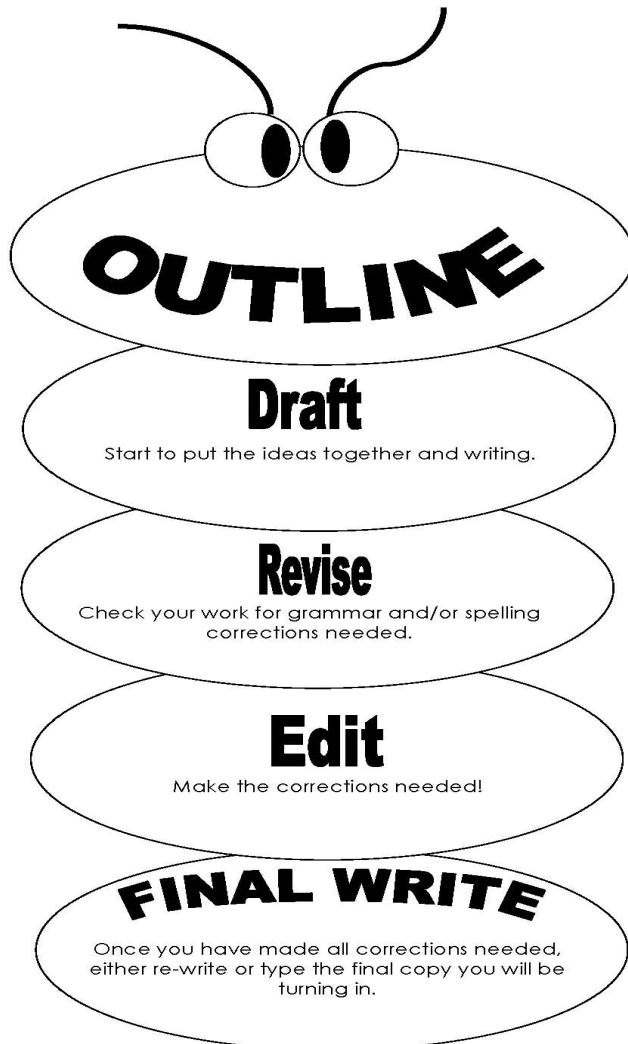 OUTLINE
Draft
Start to put the ideas together and writing.
Revise
Check your work for grammar and/or spelling
corrections needed.
Edit
Make the corrections needed!
FINAL WRITE
Once you have made all corrections needed,
either re-write or type the final copy you will be
turning in.